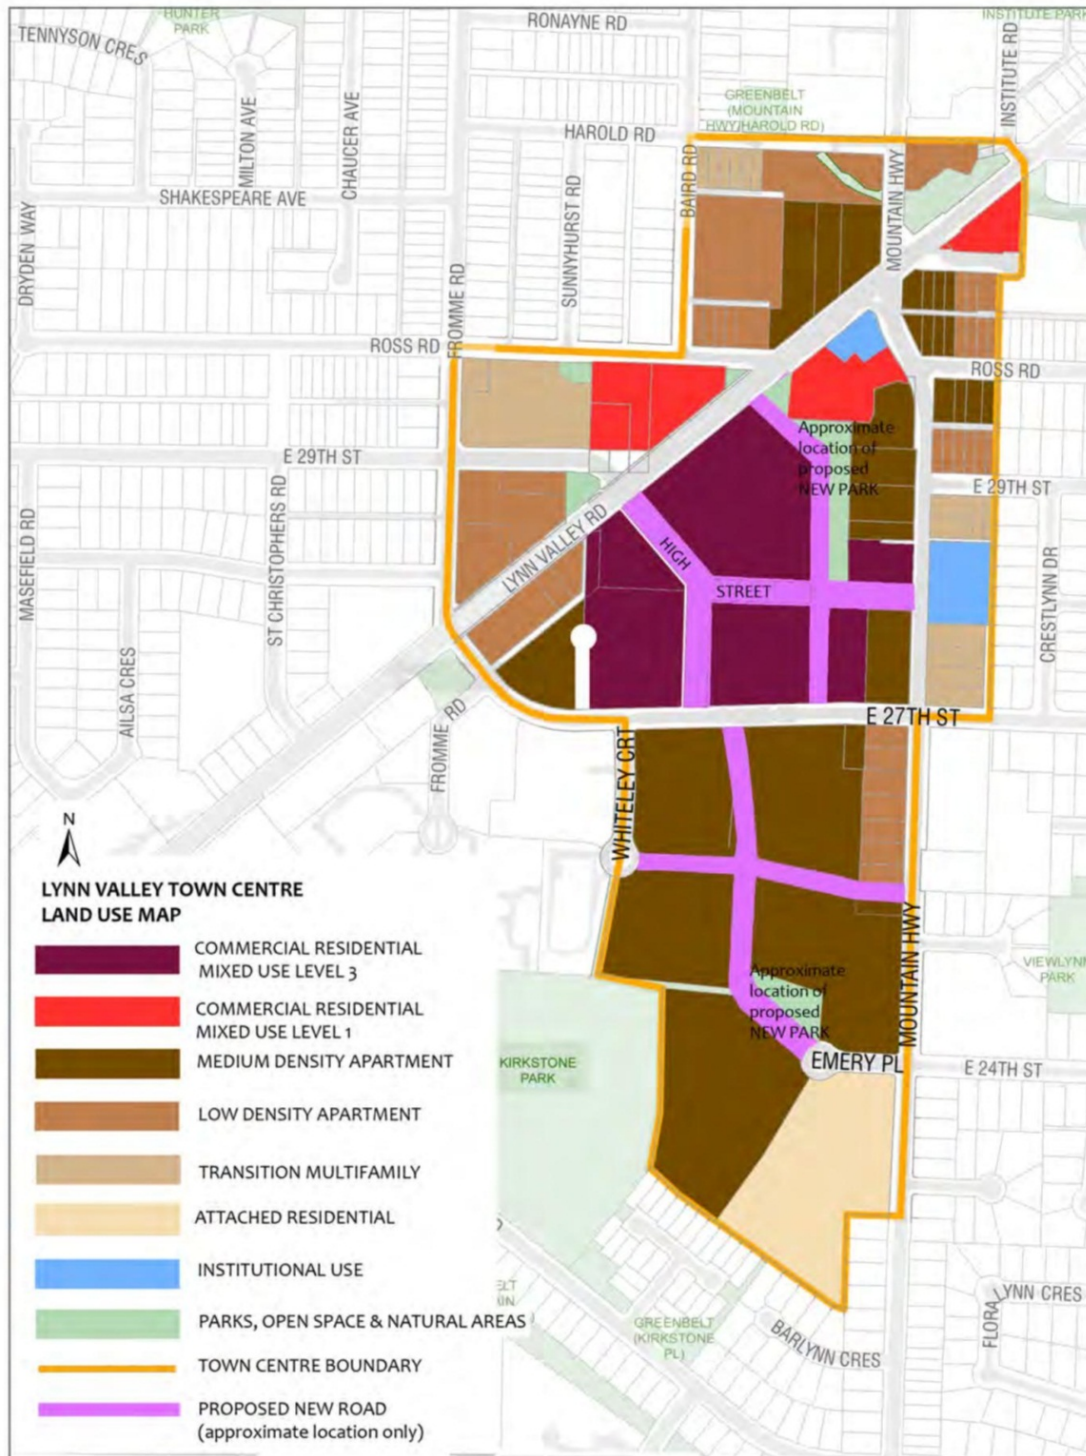 HUNTER
PARK
TENNYSON CRES
MILTON AVE
CHAUCER AVE
RONAYNE RD
INSTITUTE PARK
INSTITUTE RD
GREENBELT
(MOUNTAIN
HWY/HAROLD RD)
HAROLD RD
BAIRD RD
MOUNTAIN HWY
SHAKESPEARE AVE
SUNNYHURST RD
DRYDEN WAY
FROMME RD
ROSS RD
ROSS RD
E 29TH ST
Approximate
location of
proposed
NEW PARK
E 29TH ST
MASEFIELD RD
ST CHRISTOPHERS RD
LYNN VALLEY RD
HIGH
STREET
CRESTLYNN DR
AILSA CRES
FROMME RD
E 27TH ST
WHITELEY CRT
MOUNTAIN HWY
VIEWLYNN
PARK
Approximate
location of
proposed
NEW PARK
EMERY PL
E 24TH ST
KIRKSTONE
PARK
GREENBELT
(KIRKSTONE
PL)
BARLYNN CRES
FLORA
LYNN CRES
N
LYNN VALLEY TOWN CENTRE
LAND USE MAP
COMMERCIAL RESIDENTIAL
MIXED USE LEVEL 3
COMMERCIAL RESIDENTIAL
MIXED USE LEVEL 1
MEDIUM DENSITY APARTMENT
LOW DENSITY APARTMENT
TRANSITION MULTIFAMILY
ATTACHED RESIDENTIAL
INSTITUTIONAL USE
PARKS, OPEN SPACE & NATURAL AREAS
TOWN CENTRE BOUNDARY
PROPOSED NEW ROAD
(approximate location only)